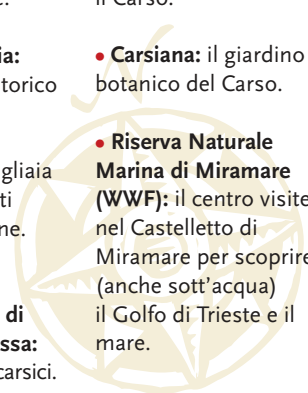 ia:
torico
gliaia
ti
ne.
di
ssa:
carsici.
il Carso.
• Carsiana: il giardino
botanico del Carso.
• Riserva Naturale
Marina di Miramare
(WWF): il centro visite
nel Castelletto di
Miramare per scoprire
(anche sott'acqua)
il Golfo di Trieste e il
mare.